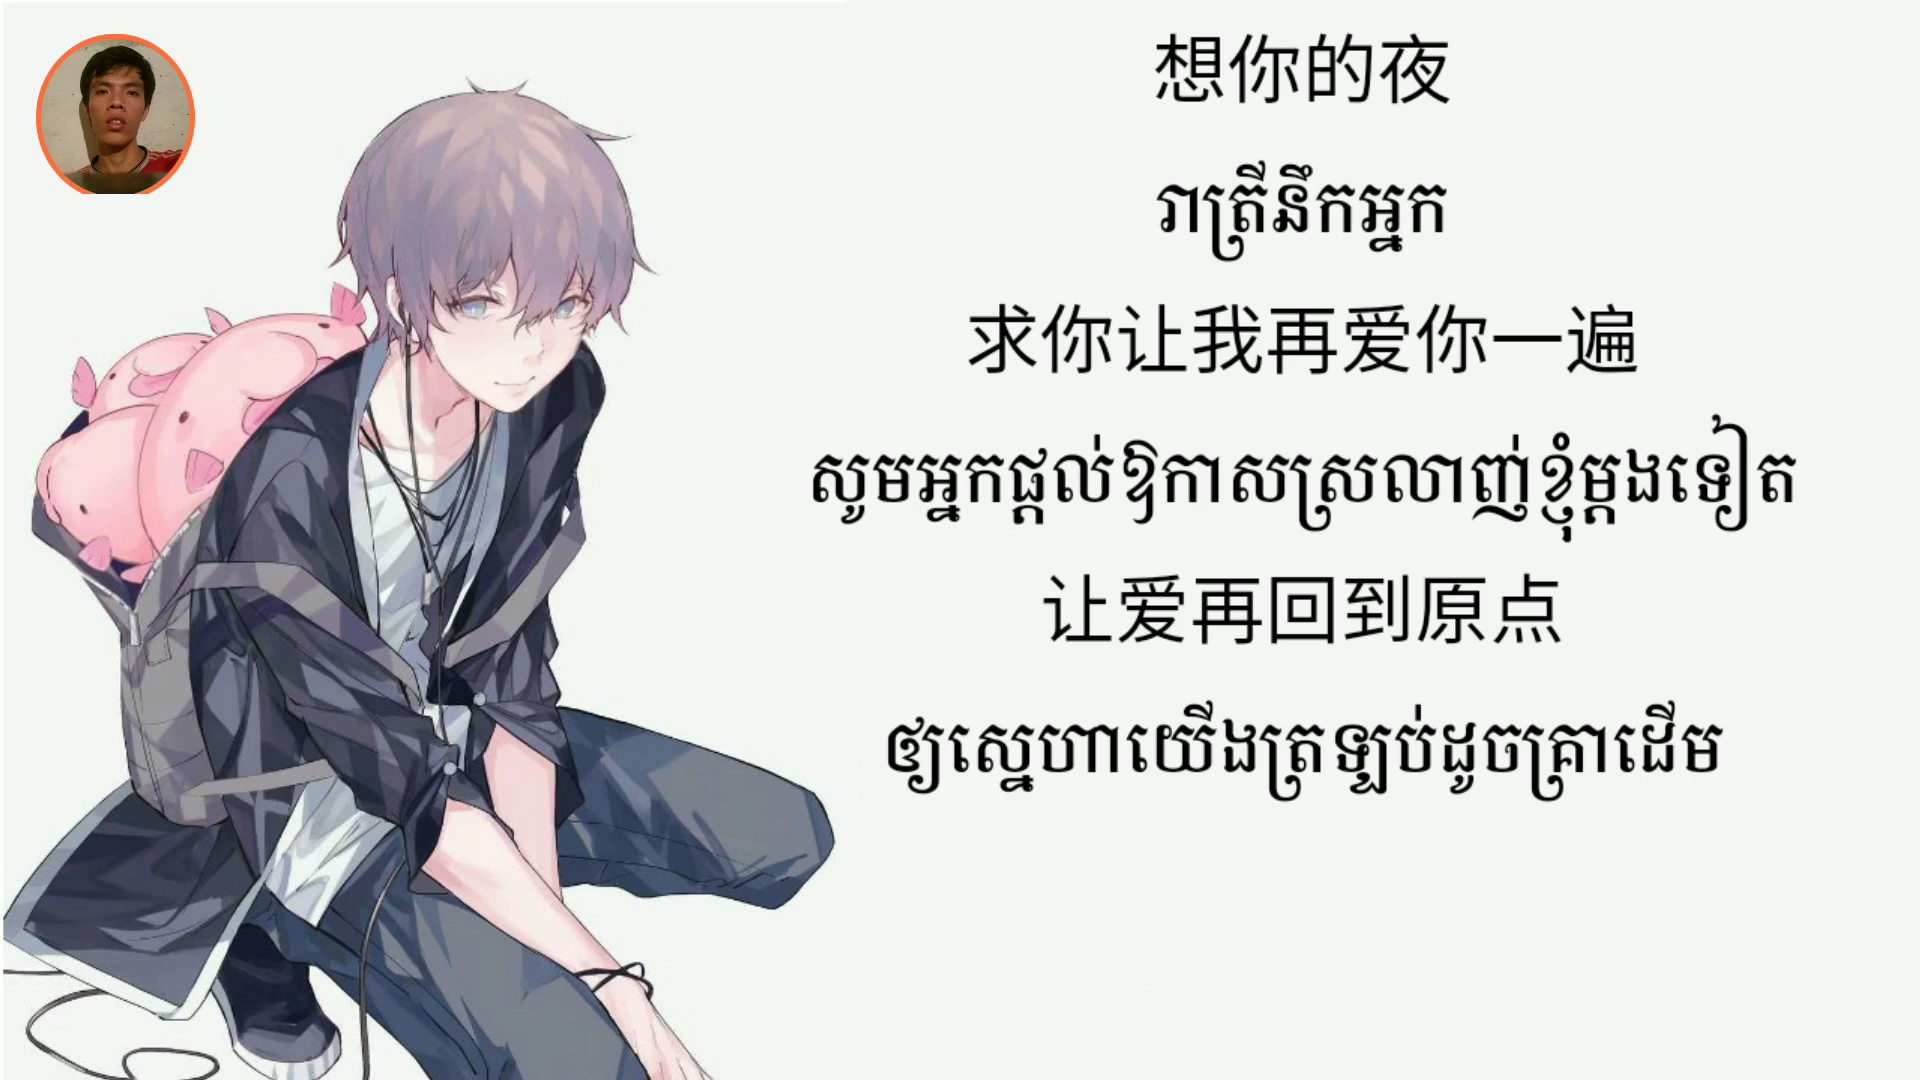 想你的夜
រាត្រីនឹកអ្នក
求你让我再爱你一遍
សូមអ្នកផ្ដល់ឱកាសស្រលាញ់ខ្ញុំម្ដងទៀត
让爱再回到原点
ឲ្យស្នេហាយើងត្រឡប់ដូចគ្រាដើម